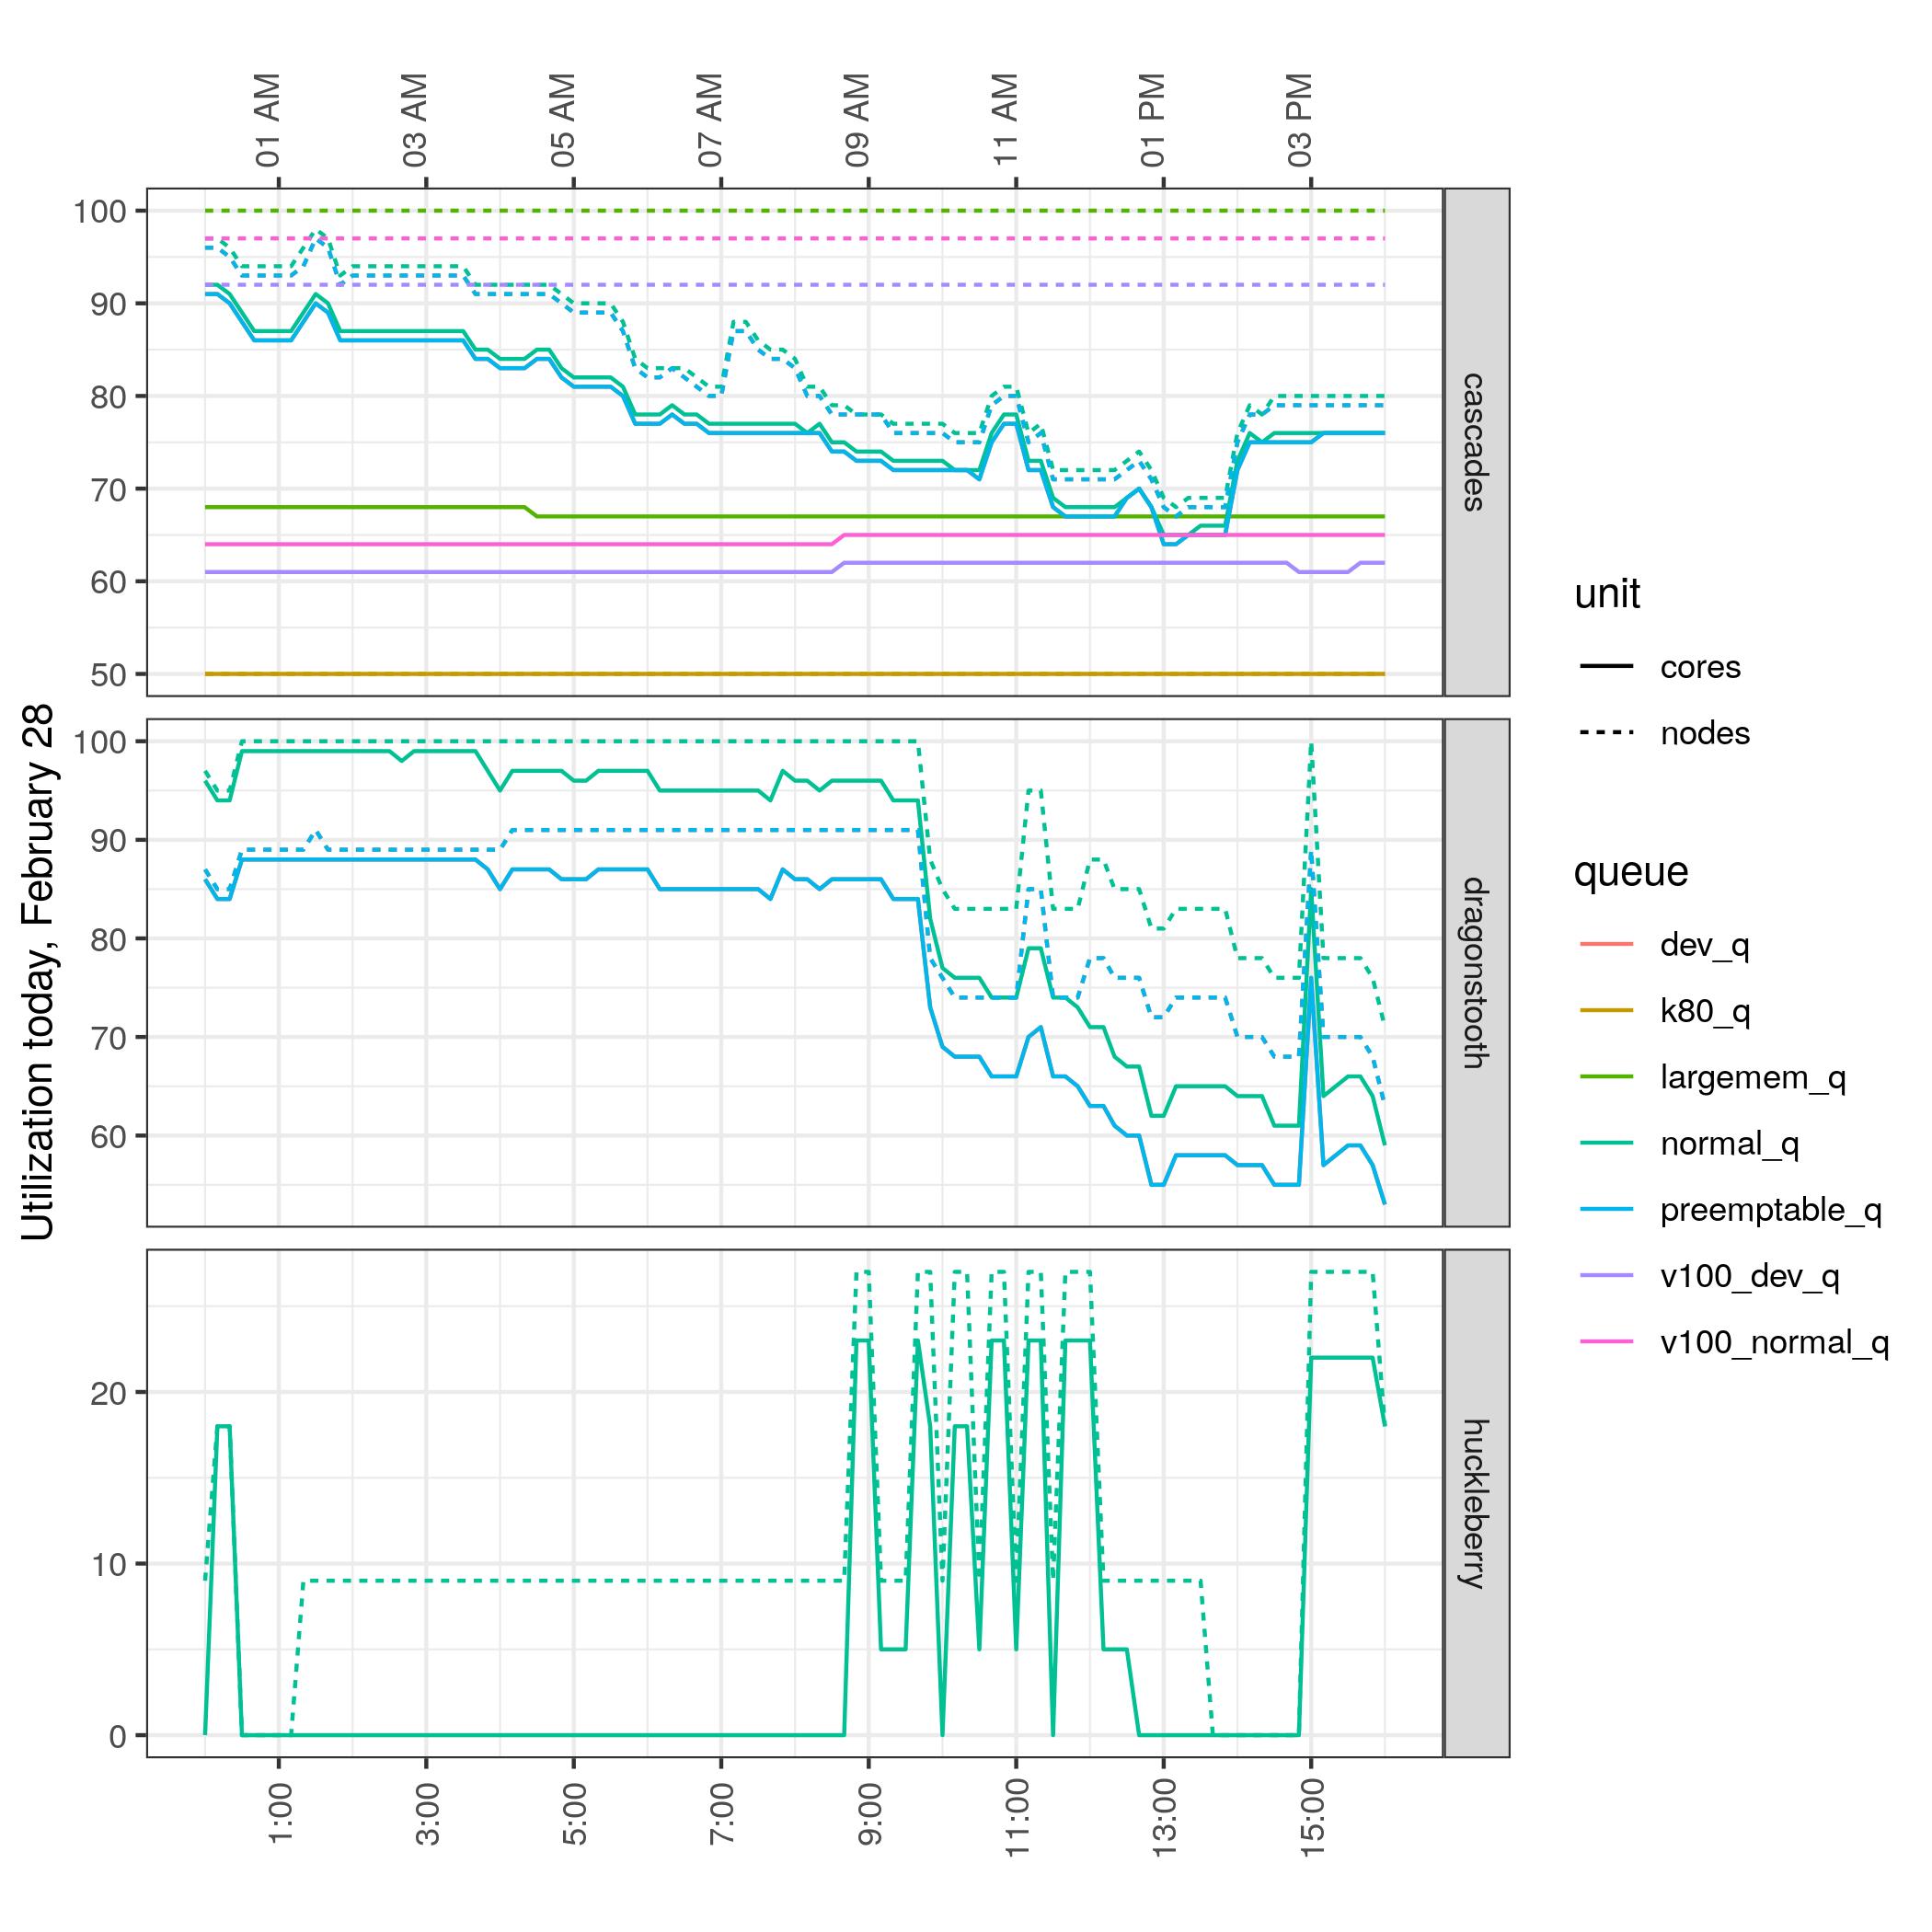 01 AM
03 AM
05 AM
07 AM
09 AM
11 AM
01 PM
03 PM
Utilization today, February 28
100
90
80
70
60
50
cascades
100
90
80
70
60
dragonstooth
20
10
0
huckleberry
1:00
3:00
5:00
7:00
9:00
11:00
13:00
15:00
unit
cores
nodes
queue
dev_q
k80_q
largemem_q
normal_q
preemptable_q
v100_dev_q
v100_normal_q